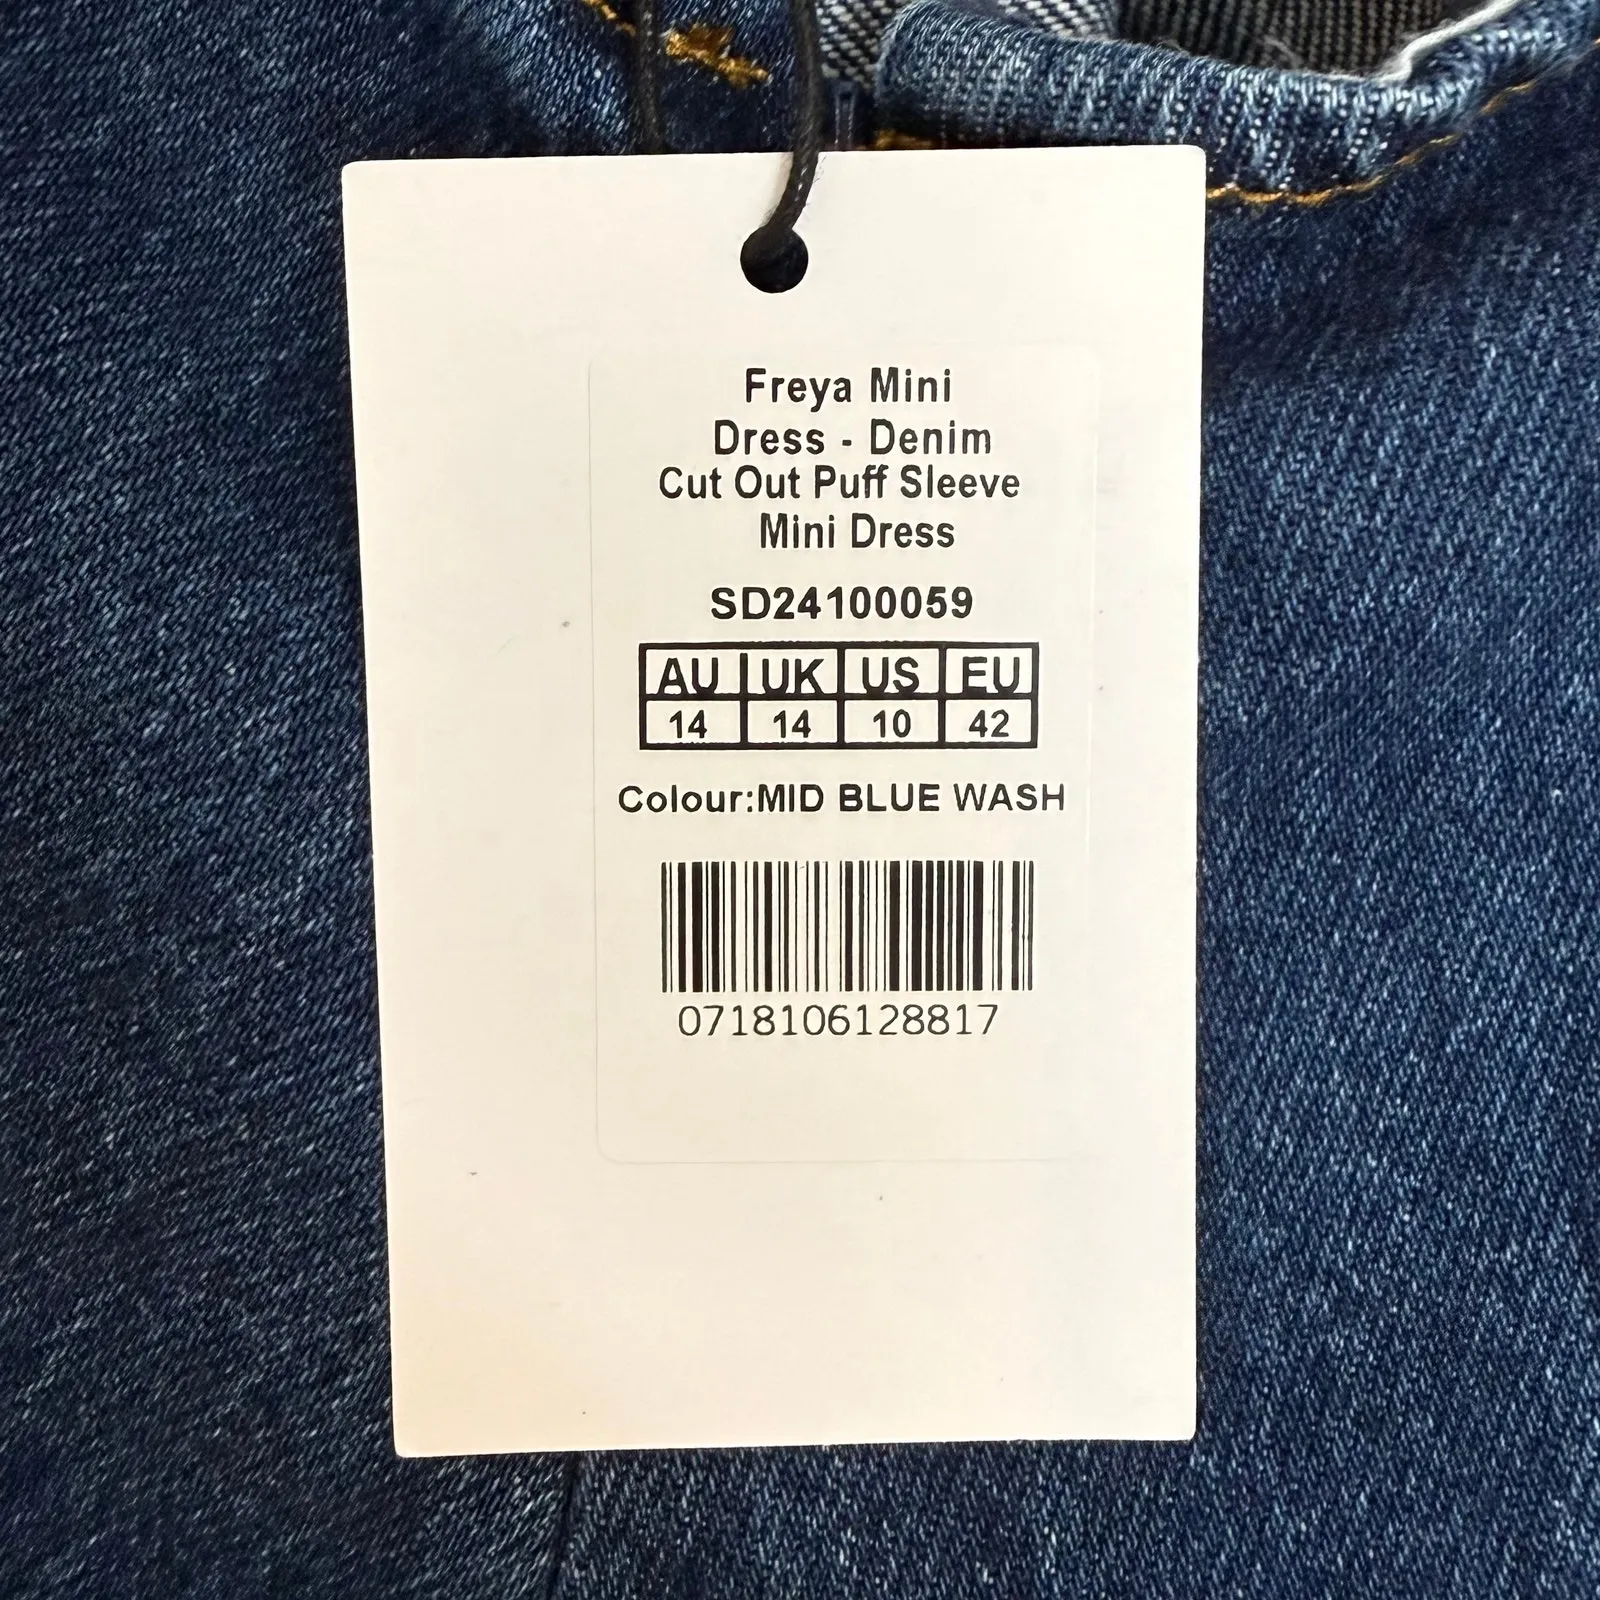 Freya Mini
Dress - Denim
Cut Out Puff Sleeve
Mini Dress
SD24100059
AU UK US EU
14 14 10 42
Colour:MID BLUE WASH
0718106128817